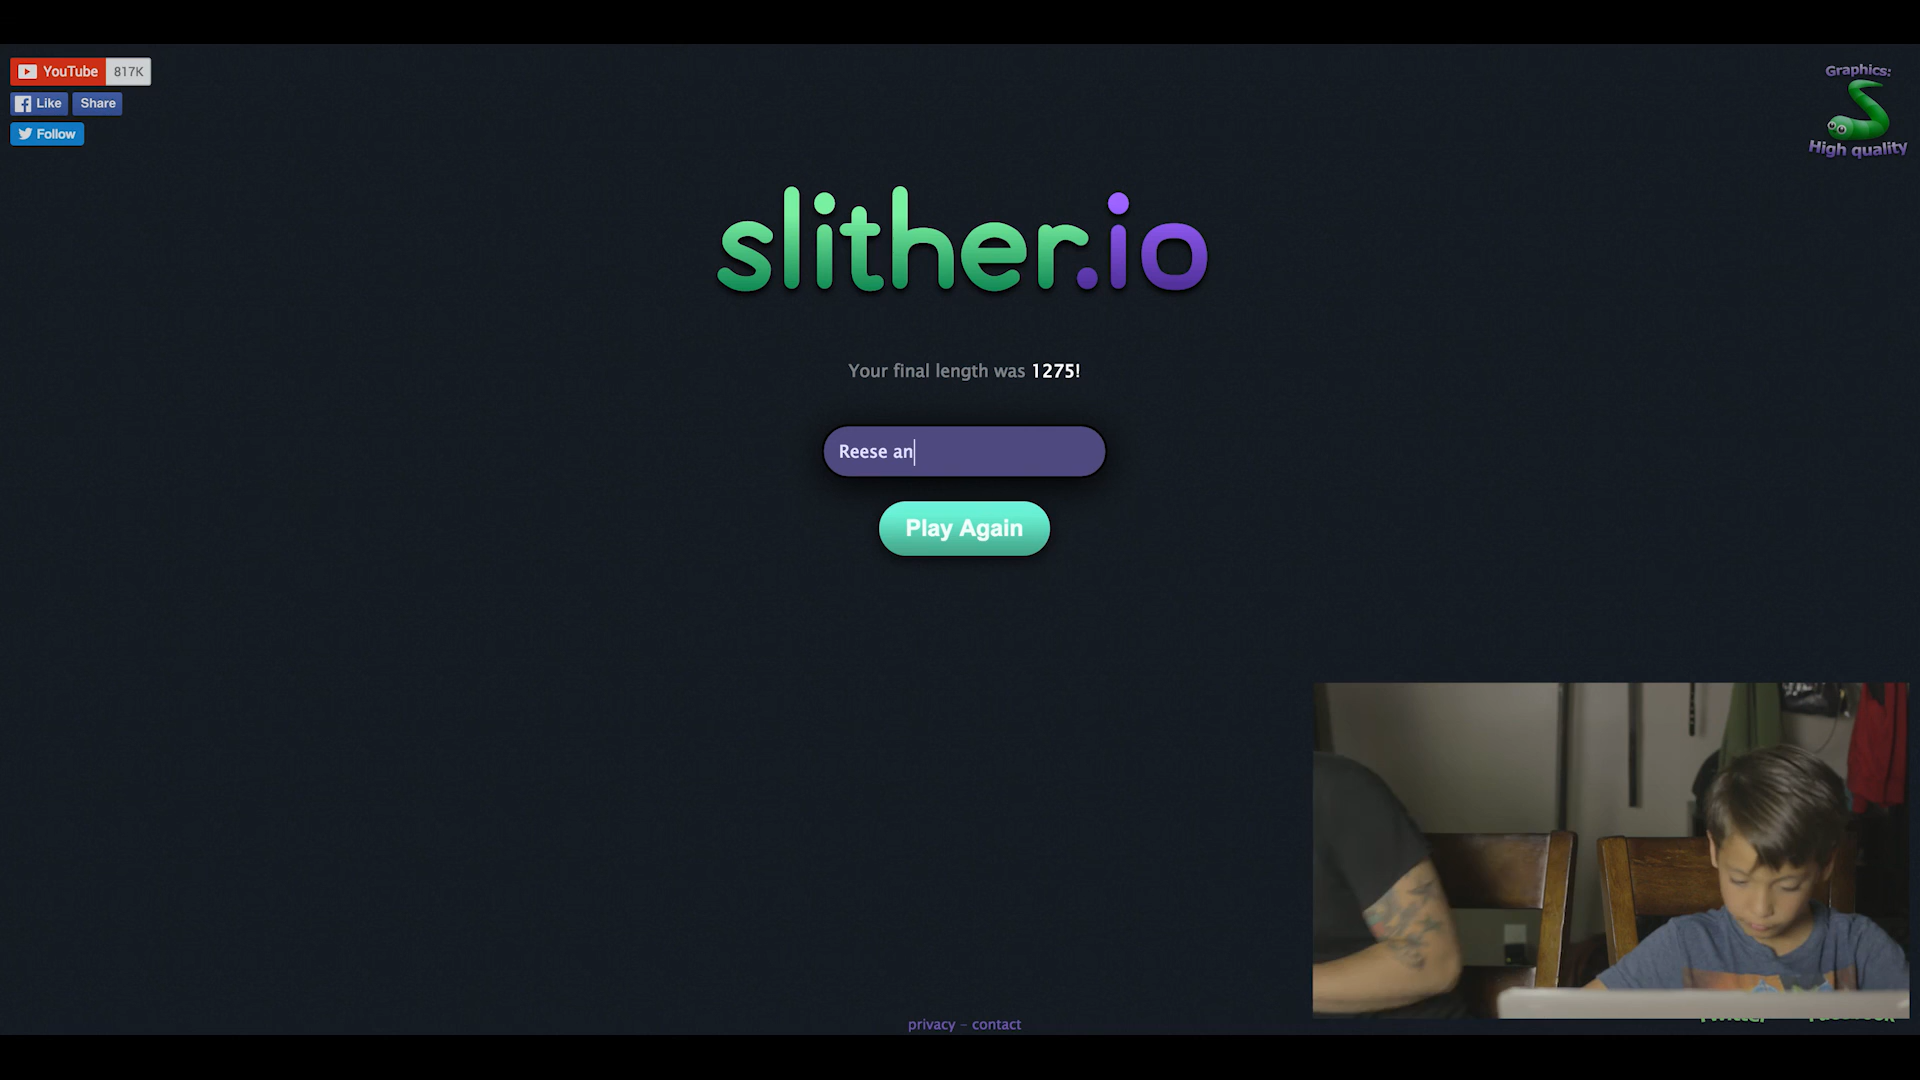 YouTube 817K
Like Share
Follow
Graphics:
High quality
slither.io
Your final length was 1275!
Reese an
Play Again
privacy - contact